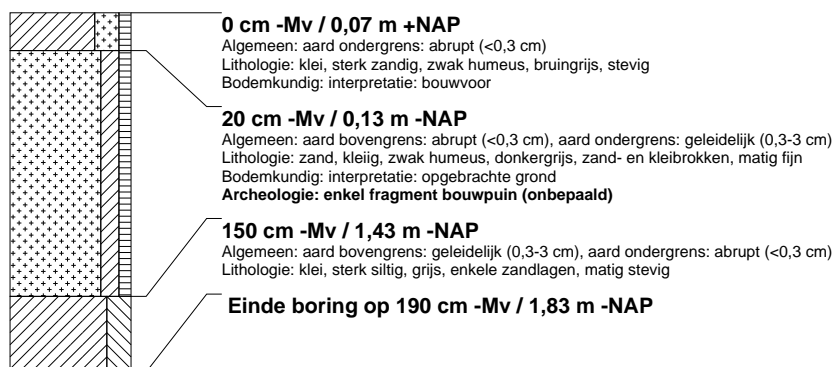 0 cm -Mv / 0,07 m +NAP
Algemeen: aard ondergrens: abrupt (<0,3 cm)
Lithologie: klei, sterk zandig, zwak humeus, bruingrijs, stevig
Bodemkundig: interpretatie: bouwvoor
20 cm -Mv / 0,13 m -NAP
Algemeen: aard bovengrens: abrupt (<0,3 cm), aard ondergrens: geleidelijk (0,3-3 cm)
Lithologie: zand, kleiig, zwak humeus, donkergrijs, zand- en kleibrokken, matig fijn
Bodemkundig: interpretatie: opgebrachte grond
Archeologie: enkel fragment bouwpuin (onbepaald)
150 cm -Mv / 1,43 m -NAP
Algemeen: aard bovengrens: geleidelijk (0,3-3 cm), aard ondergrens: abrupt (<0,3 cm)
Lithologie: klei, sterk siltig, grijs, enkele zandlagen, matig stevig
Einde boring op 190 cm -Mv / 1,83 m -NAP